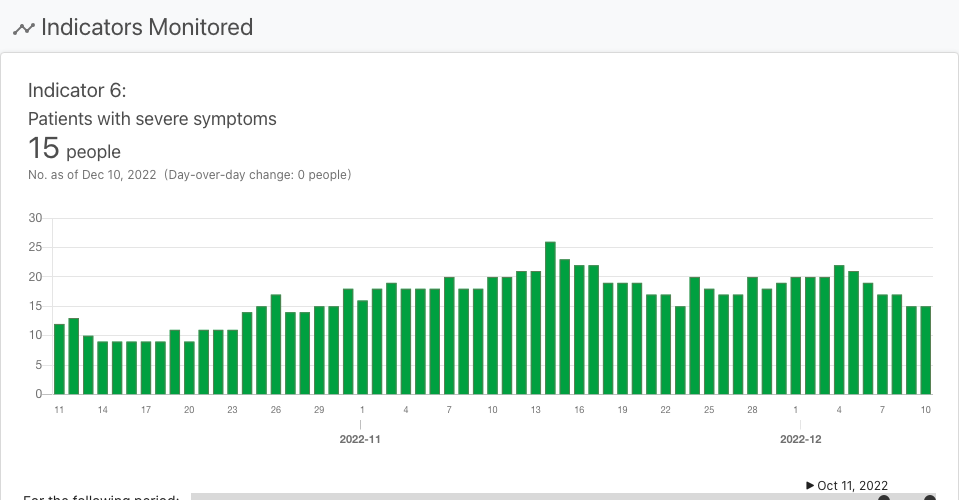 Indicators Monitored
Indicator 6:
Patients with severe symptoms
15 people
No. as of Dec 10, 2022 (Day-over-day change: 0 people)
30
25
20
15
10
5
0
11 14 17 20 23 26 29 1 4 7 10 13 16 19 22 25 28 1 4 7 10
2022-11 2022-12
Oct 11, 2022
For the following period: